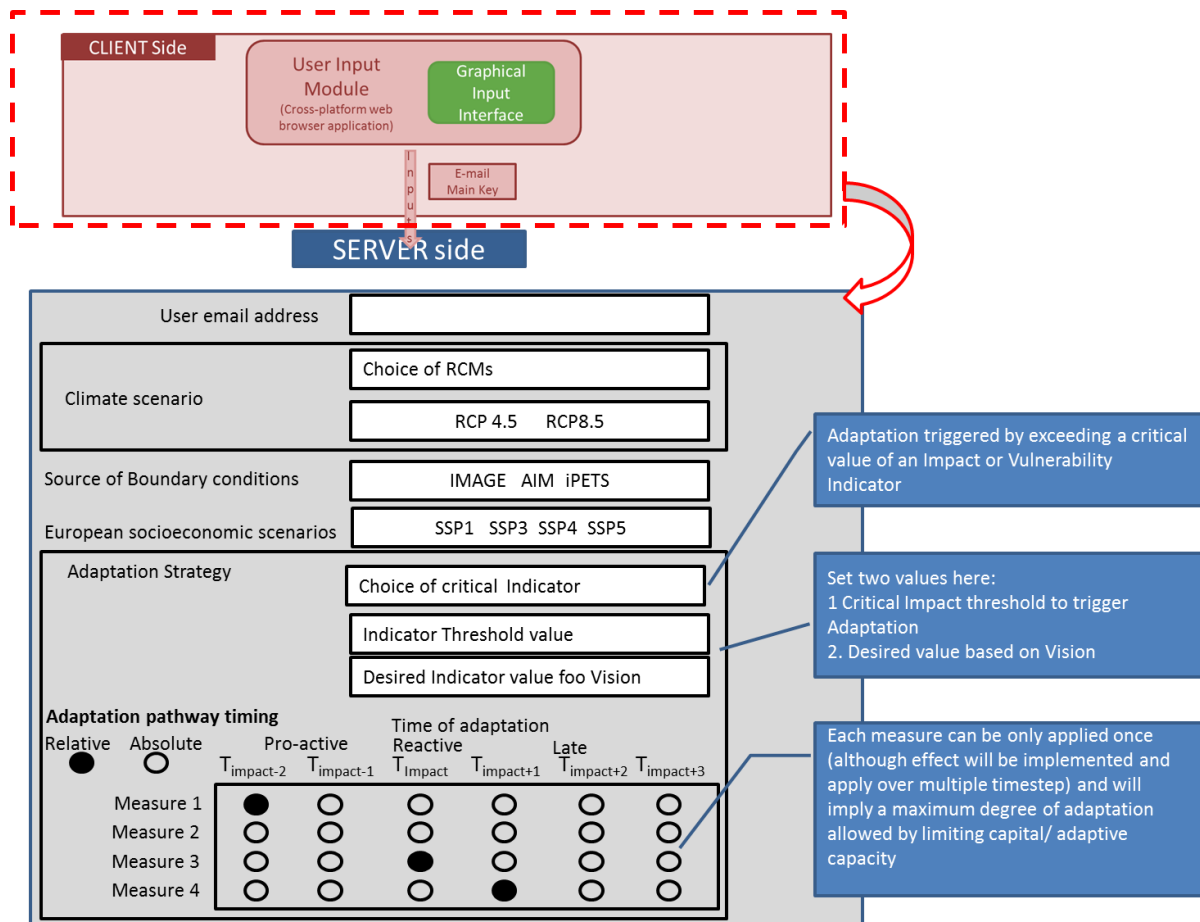 CLIENT Side
User Input
Module
(Cross-platform web
browser application)
Graphical
Input
Interface
Inputs
E-mail
Main Key
SERVER side
User email address
Climate scenario
Choice of RCMs
RCP 4.5 RCP8.5
Source of Boundary conditions
IMAGE AIM iPETS
European socioeconomic scenarios
SSP1 SSP3 SSP4 SSP5
Adaptation Strategy
Choice of critical Indicator
Indicator Threshold value
Desired Indicator value foo Vision
Adaptation pathway timing
Relative Absolute
Time of adaptation
Pro-active Reactive Late
Timpact-2 Timpact-1 TImpact Timpact+1 Timpact+2 Timpact+3
Measure 1
Measure 2
Measure 3
Measure 4
Adaptation triggered by exceeding a critical
value of an Impact or Vulnerability
Indicator
Set two values here:
1 Critical Impact threshold to trigger
Adaptation
2. Desired value based on Vision
Each measure can be only applied once
(although effect will be implemented and
apply over multiple timestep) and will
imply a maximum degree of adaptation
allowed by limiting capital/ adaptive
capacity